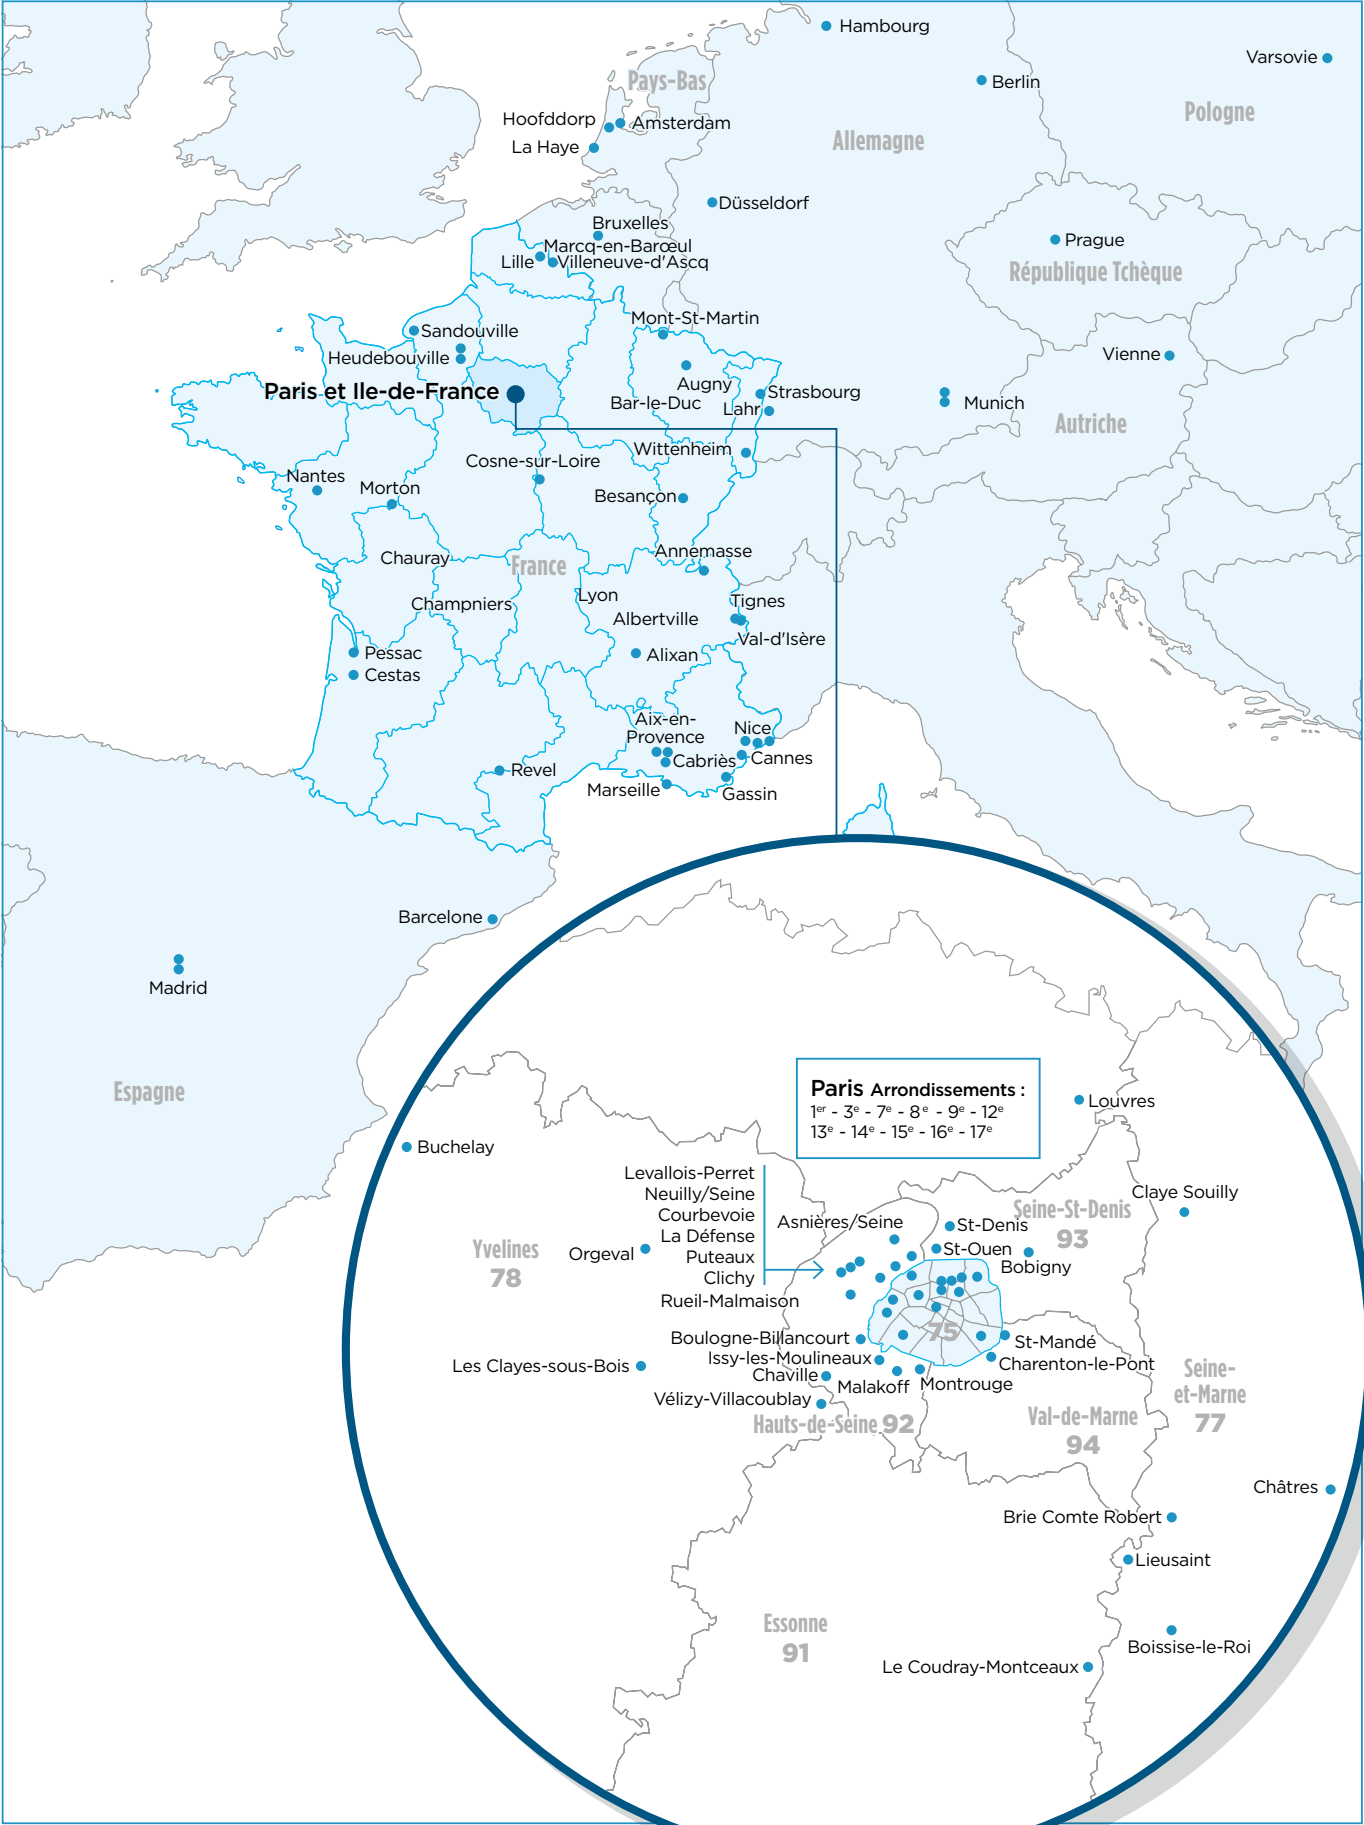 Hambourg
Varsovie
Berlin
Pays-Bas
Pologne
Hoofddorp
Amsterdam
Allemagne
La Haye
Düsseldorf
Bruxelles
Prague
Marcq-en-Barœul
Lille
Villeneuve-d'Ascq
République Tchèque
Mont-St-Martin
Sandouville
Heudebouville
Vienne
Augny
Paris et Ile-de-France
Strasbourg
Bar-le-Duc
Lahr
Munich
Autriche
Wittenheim
Cosne-sur-Loire
Nantes
Morton
Besançon
Annemasse
Chauray
France
Lyon
Tignes
Champniers
Albertville
Val-d'Isère
Pessac
Alixan
Cestas
Aix-en-
Provence
Nice
Cabriès
Cannes
Revel
Marseille
Gassin
Barcelone
Madrid
Espagne
Paris Arrondissements :
1er - 3e - 7e - 8e - 9e - 12e
13e - 14e - 15e - 16e - 17e
Louvres
Buchelay
Levallois-Perret
Neuilly/Seine
Courbevoie
La Défense
Puteaux
Clichy
Claye Souilly
Asnières/Seine
Seine-St-Denis
93
St-Denis
St-Ouen
Bobigny
Yvelines
78
Orgeval
Rueil-Malmaison
75
Boulogne-Billancourt
St-Mandé
Issy-les-Moulineaux
Charenton-le-Pont
Les Clayes-sous-Bois
Chaville
Malakoff
Montrouge
Vélizy-Villacoublay
Seine-
et-Marne
77
Hauts-de-Seine 92
Val-de-Marne
94
Châtres
Brie Comte Robert
Lieusaint
Essonne
91
Boissise-le-Roi
Le Coudray-Montceaux